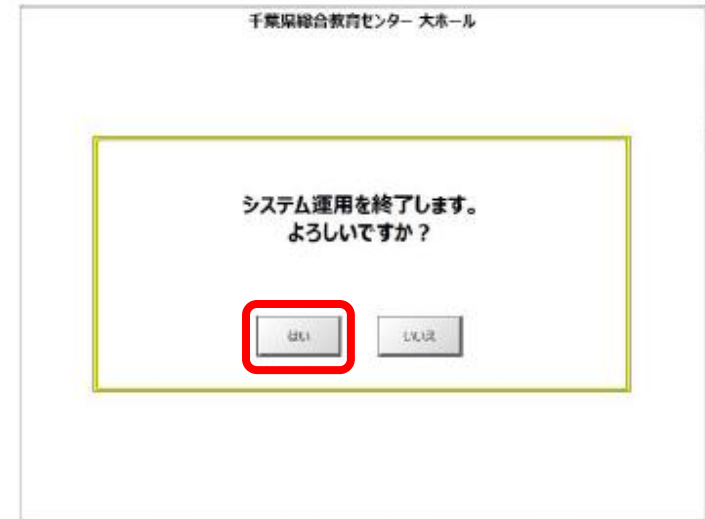 千葉県総合教育センター 大ホール
システム運用を終了します。
よろしいですか？
はい
いいえ